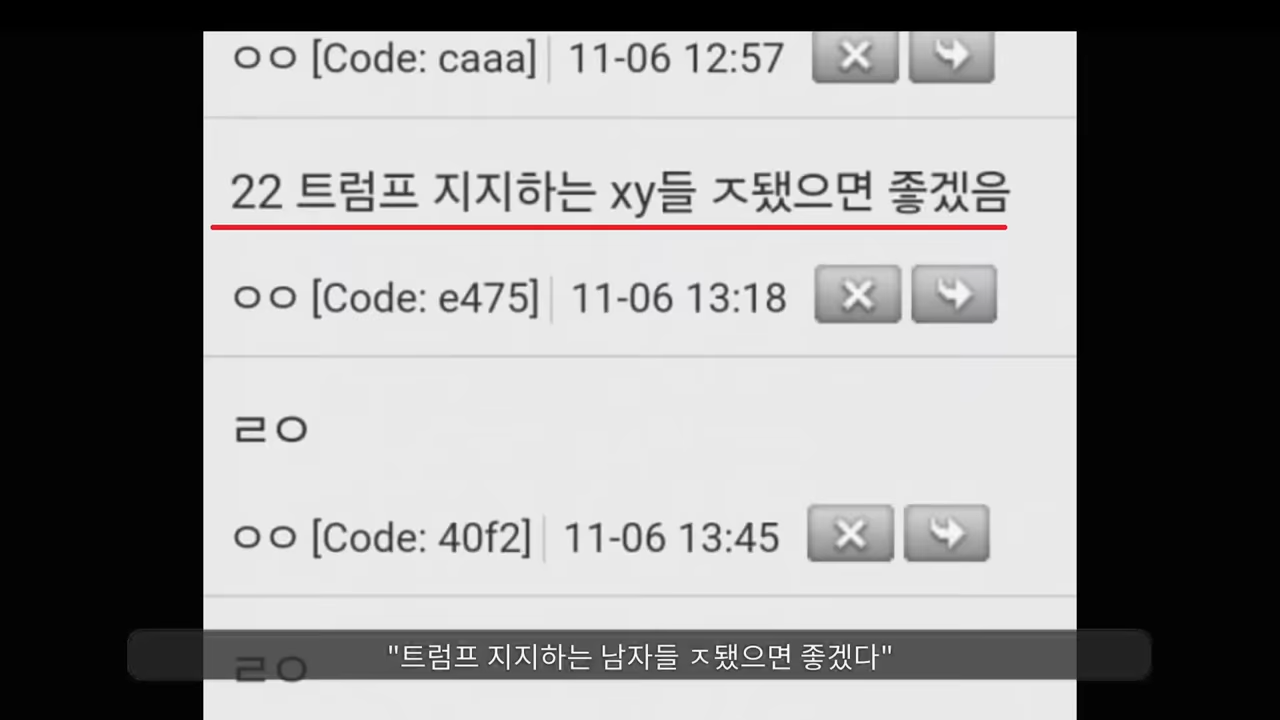 ㅇㅇ [Code: caaa] 11-06 12:57
22 트럼프 지지하는 xy들 ㅈ됐으면 좋겠음
ㅇㅇ [Code: e475] 11-06 13:18
ㄹㅇ
ㅇㅇ [Code: 40f2] 11-06 13:45
"트럼프 지지하는 남자들 ㅈ됐으면 좋겠다"
ㄹㅇ